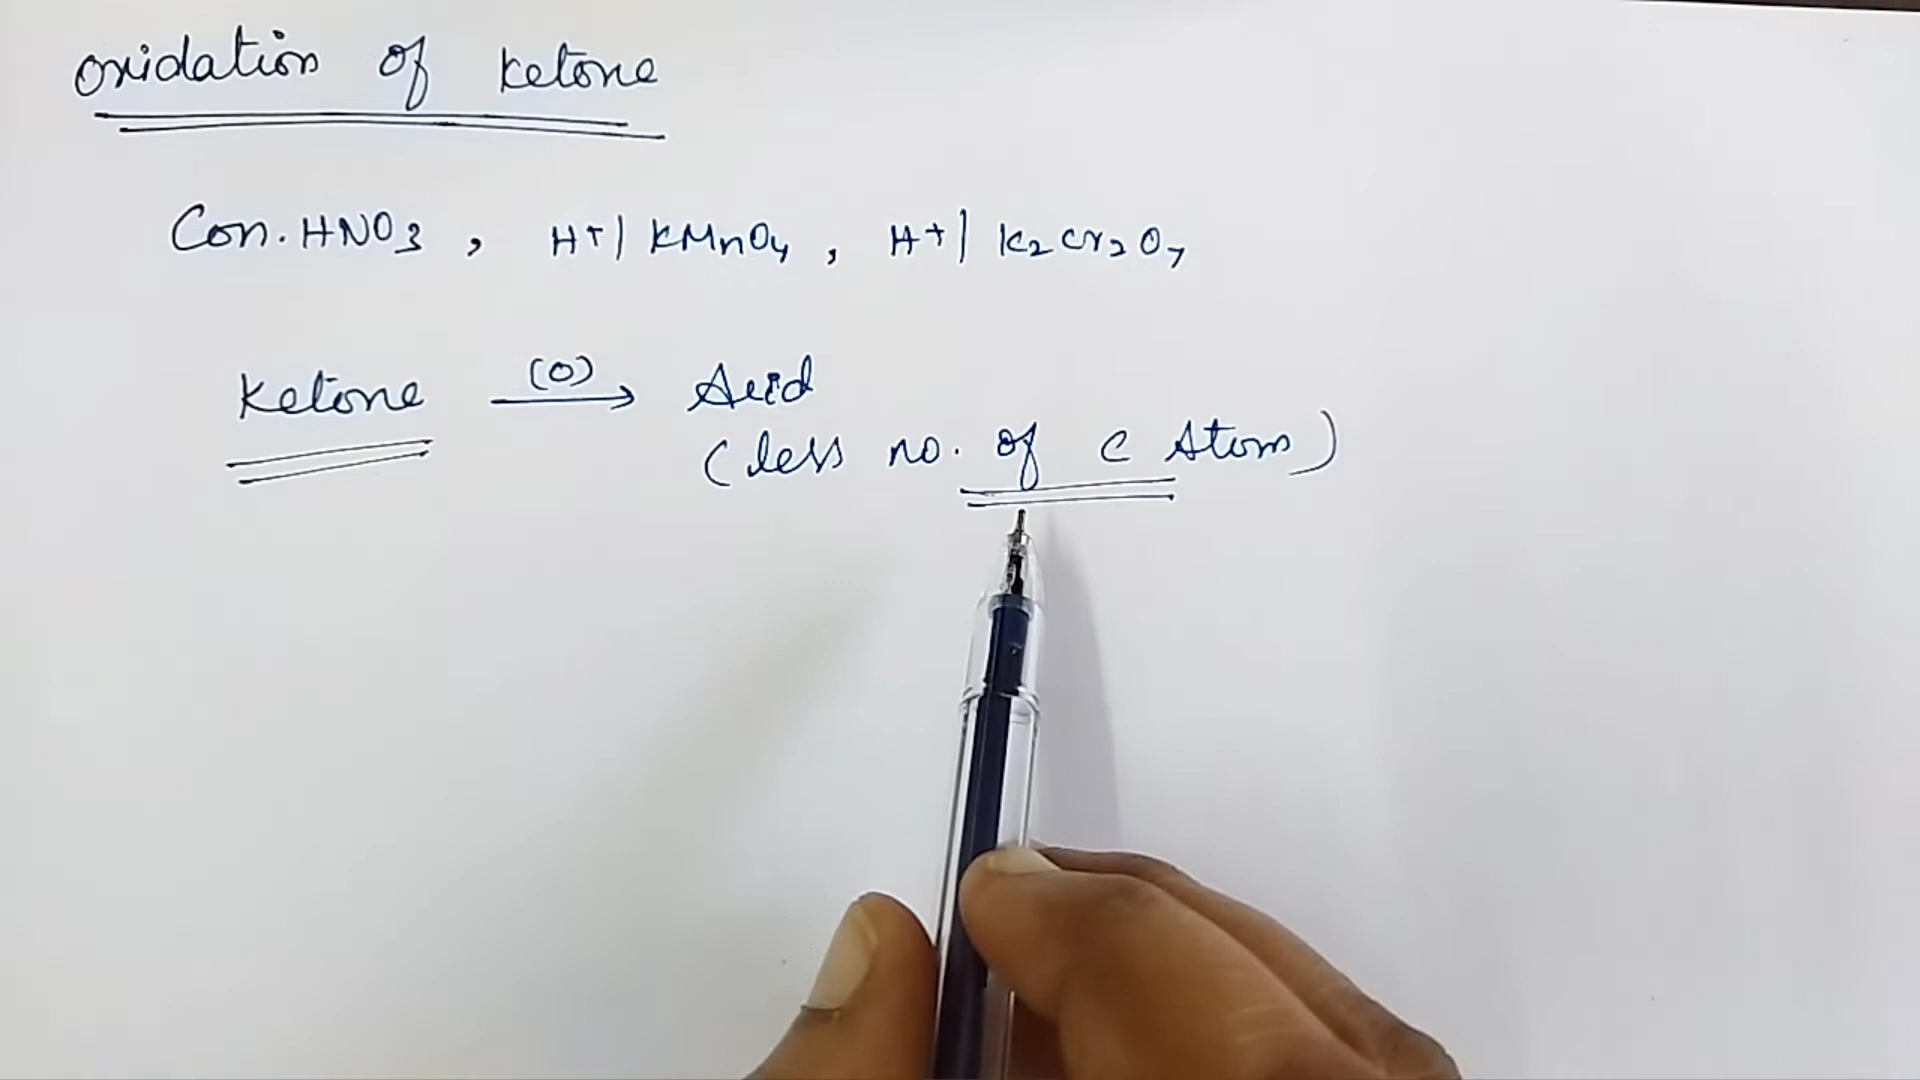 oxidation of ketone
Con. HNO3 , H+| KMnO4 , H+| K2Cr2O7
Ketone (O) → Acid
(less no. of C Atom)